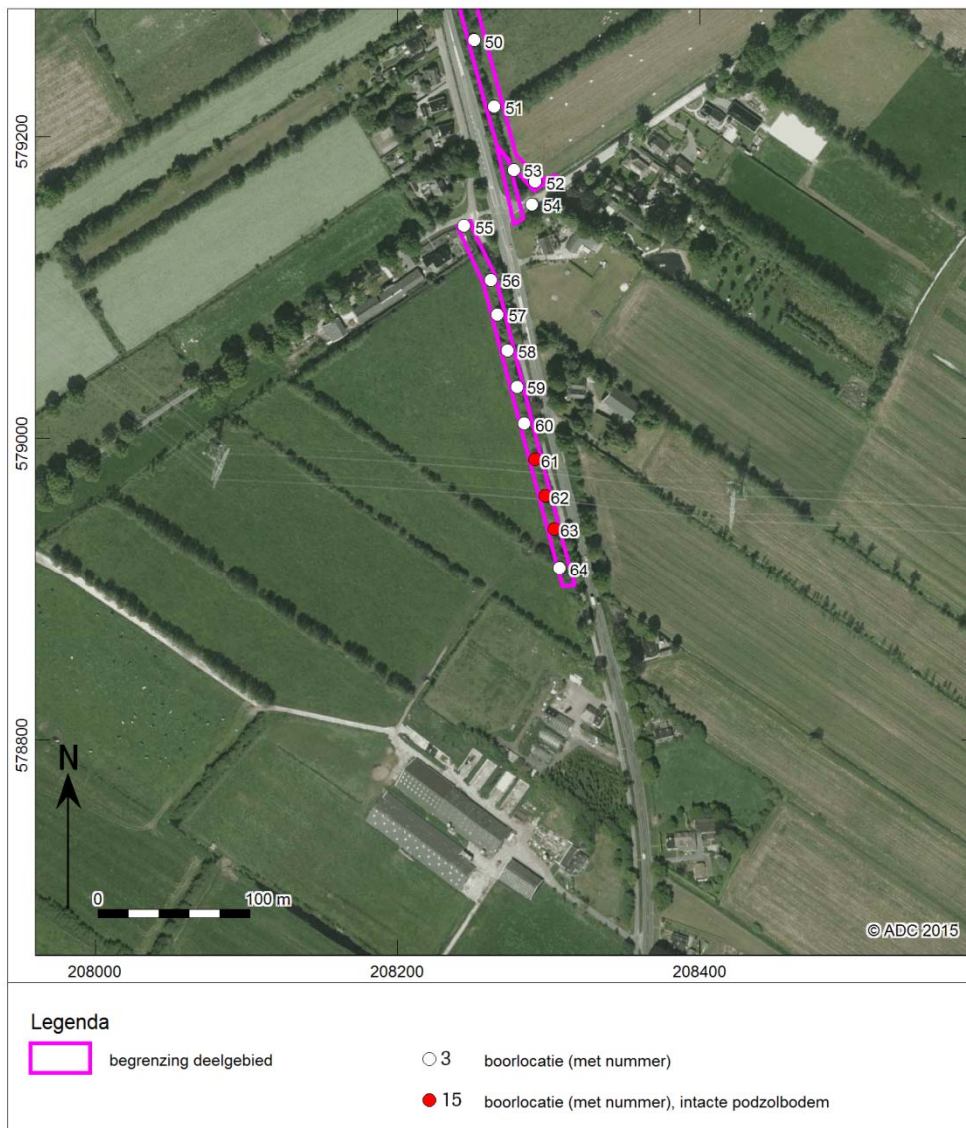 50
51
53
52
54
55
56
57
58
59
60
61
62
63
64
579200
579000
578800
N
0 100 m
© ADC 2015
208000 208200 208400
Legenda
begrenzing deelgebied
3 boorlocatie (met nummer)
15 boorlocatie (met nummer), intacte podzolbodem